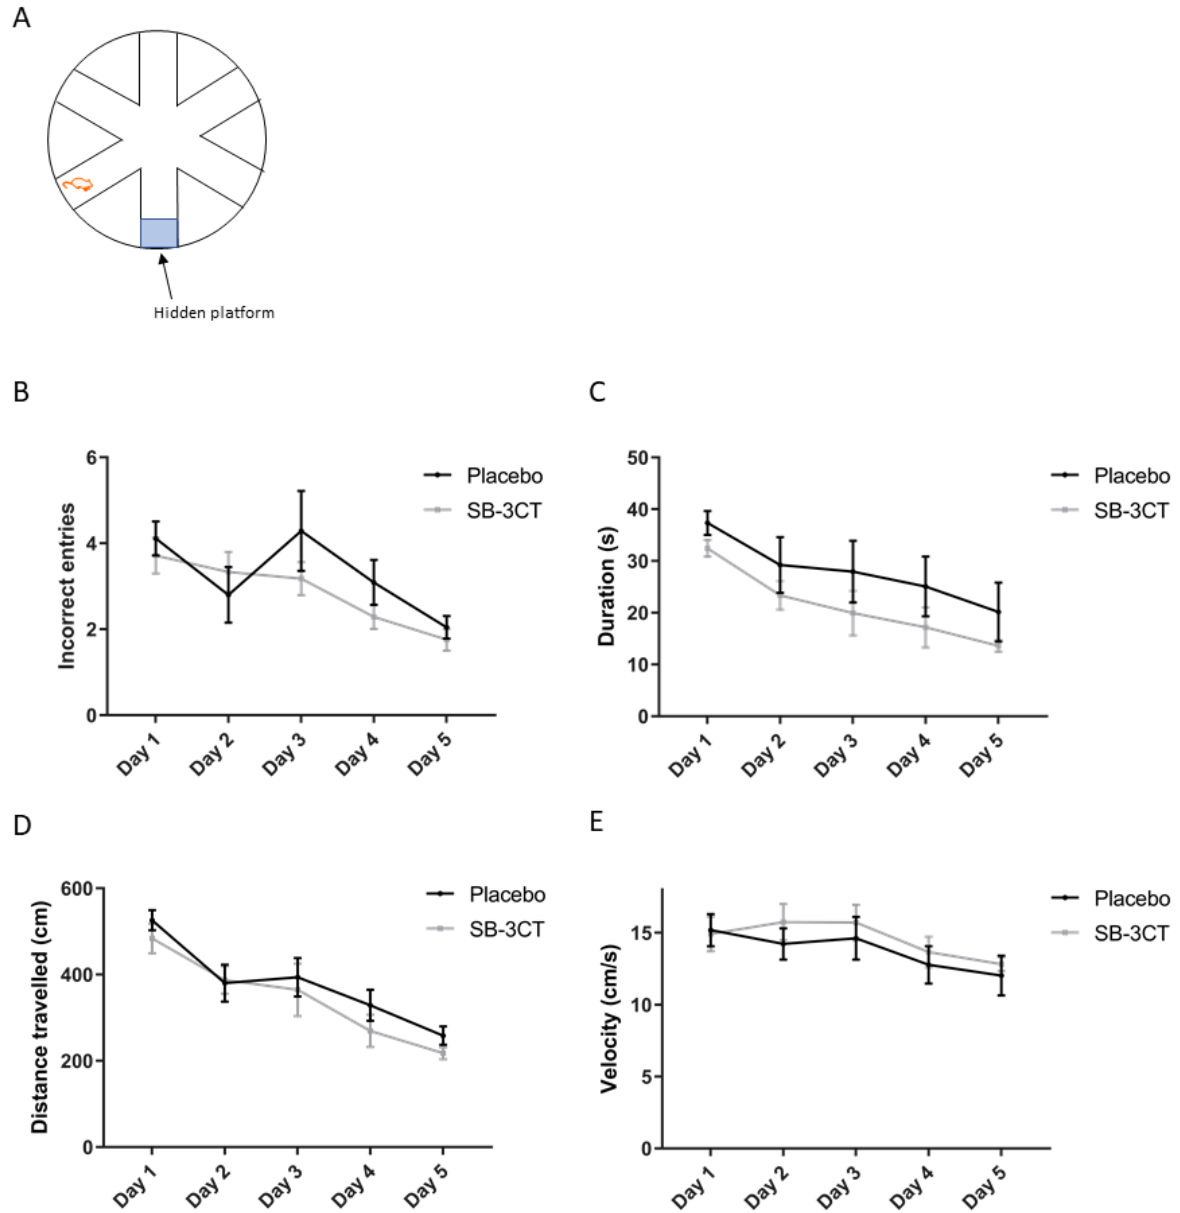 A
Hidden platform
B
Incorrect entries
6
4
2
0
Day 1
Day 2
Day 3
Day 4
Day 5
Placebo
SB-3CT
C
Duration (s)
50
40
30
20
10
0
Day 1
Day 2
Day 3
Day 4
Day 5
Placebo
SB-3CT
D
Distance travelled (cm)
600
400
200
0
Day 1
Day 2
Day 3
Day 4
Day 5
Placebo
SB-3CT
E
Velocity (cm/s)
15
10
5
0
Day 1
Day 2
Day 3
Day 4
Day 5
Placebo
SB-3CT